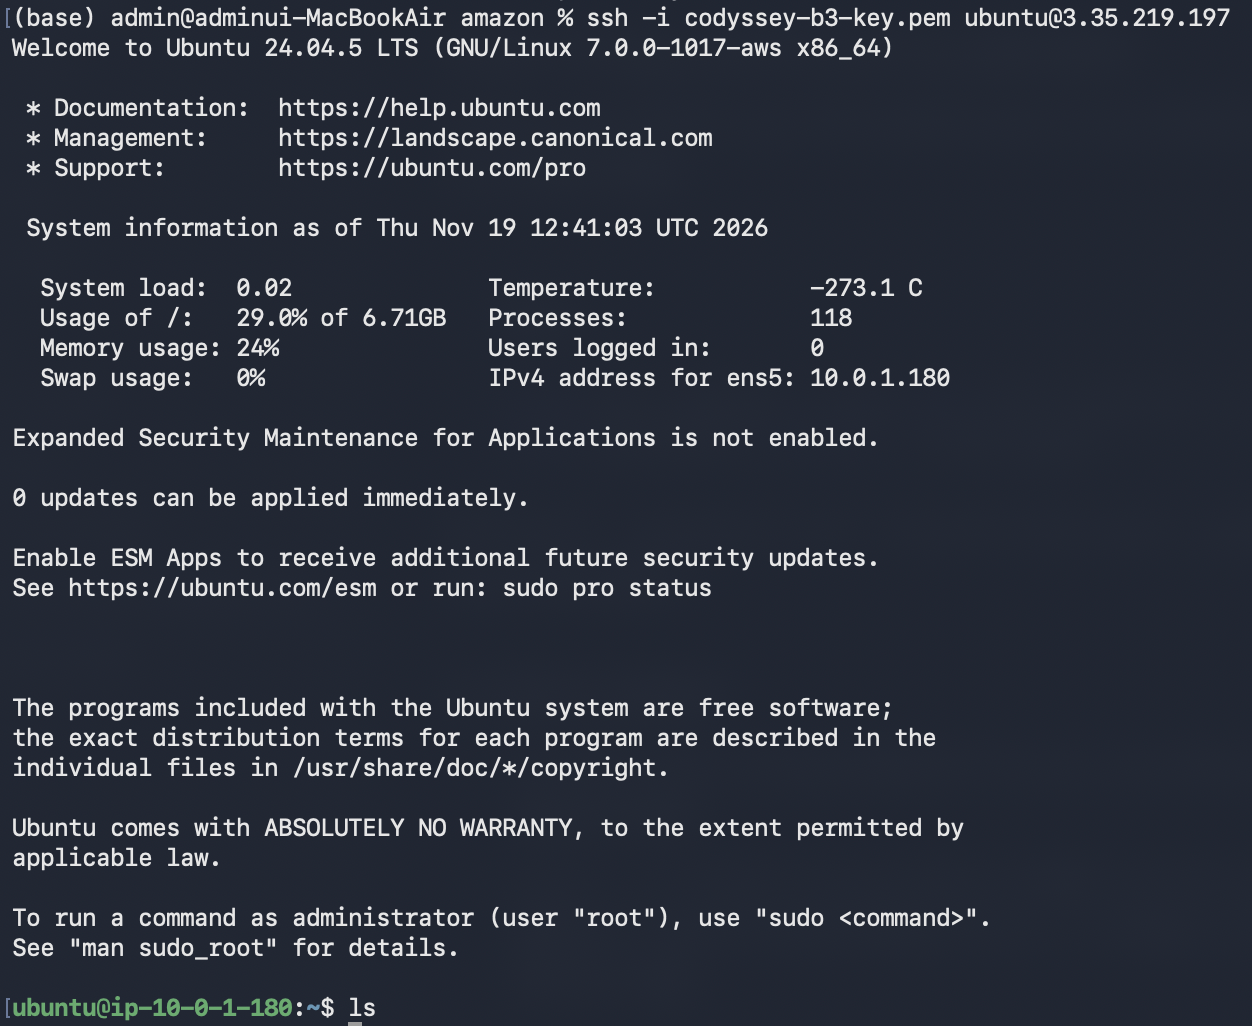 [(base) admin@adminui-MacBookAir amazon % ssh -i codyssey-b3-key.pem ubuntu@3.35.219.197
Welcome to Ubuntu 24.04.5 LTS (GNU/Linux 7.0.0-1017-aws x86_64)
* Documentation:  https://help.ubuntu.com
* Management:     https://landscape.canonical.com
* Support:        https://ubuntu.com/pro
System information as of Thu Nov 19 12:41:03 UTC 2026
System load:  0.02              Temperature:           -273.1 C
Usage of /:   29.0% of 6.71GB   Processes:             118
Memory usage: 24%               Users logged in:       0
Swap usage:   0%                IPv4 address for ens5: 10.0.1.180
Expanded Security Maintenance for Applications is not enabled.
0 updates can be applied immediately.
Enable ESM Apps to receive additional future security updates.
See https://ubuntu.com/esm or run: sudo pro status
The programs included with the Ubuntu system are free software;
the exact distribution terms for each program are described in the
individual files in /usr/share/doc/*/copyright.
Ubuntu comes with ABSOLUTELY NO WARRANTY, to the extent permitted by
applicable law.
To run a command as administrator (user "root"), use "sudo <command>".
See "man sudo_root" for details.
[ubuntu@ip-10-0-1-180:~$ ls